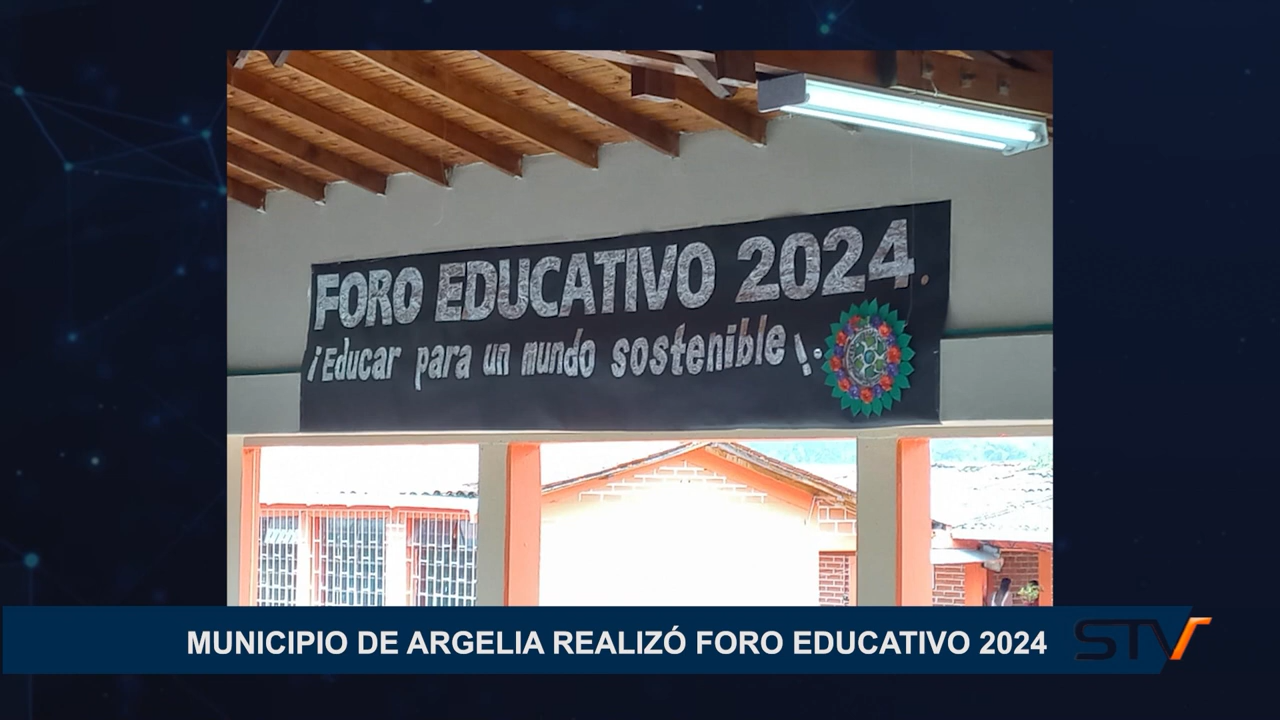 FORO EDUCATIVO 2024.
¡Educar para un mundo sostenible!.
MUNICIPIO DE ARGELIA REALIZÓ FORO EDUCATIVO 2024
STV